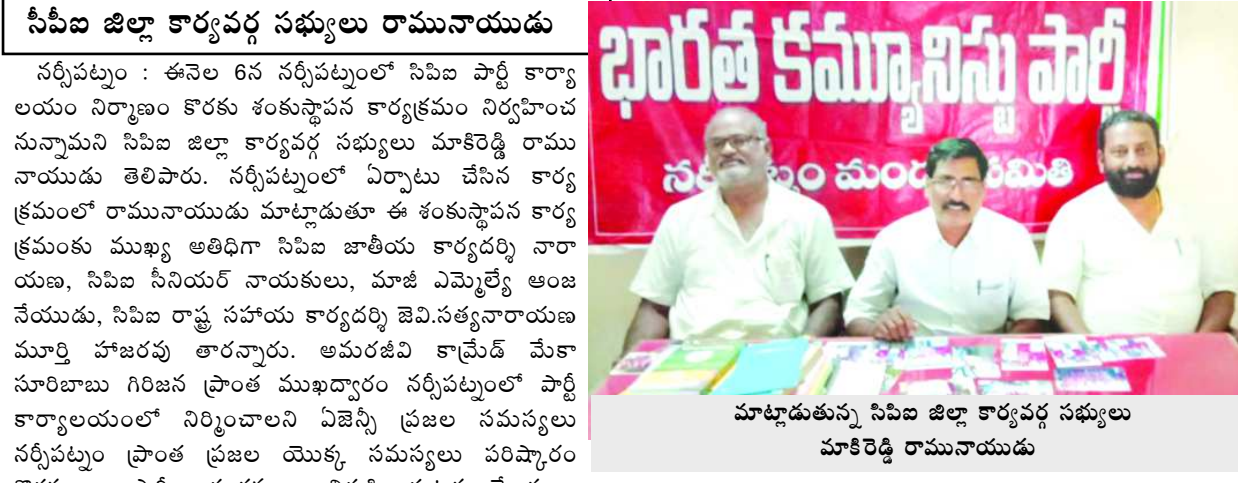 సీపీఐ జిల్లా కార్యవర్గ సభ్యులు రామునాయుడు
నర్సీపట్నం : ఈనెల 6న నర్సీపట్నంలో సిపిఐ పార్టీ కార్యా
లయం నిర్మాణం కొరకు శంకుస్థాపన కార్యక్రమం నిర్వహించ
నున్నామని సిపిఐ జిల్లా కార్యవర్గ సభ్యులు మాకిరెడ్డి రాము
నాయుడు తెలిపారు. నర్సీపట్నంలో ఏర్పాటు చేసిన కార్య
క్రమంలో రామునాయుడు మాట్లాడుతూ ఈ శంకుస్థాపన కార్య
క్రమంకు ముఖ్య అతిధిగా సిపిఐ జాతీయ కార్యదర్శి నారా
యణ, సిపిఐ సీనియర్ నాయకులు, మాజీ ఎమ్మెల్యే ఆంజ
నేయుడు, సిపిఐ రాష్ట్ర సహాయ కార్యదర్శి జెవి.సత్యనారాయణ
మూర్తి హాజరవు తారన్నారు. అమరజీవి కామ్రేడ్ మేకా
సూరిబాబు గిరిజన ప్రాంత ముఖద్వారం నర్సీపట్నంలో పార్టీ
కార్యాలయంలో నిర్మించాలని ఏజెన్సీ ప్రజల సమస్యలు
నర్సీపట్నం ప్రాంత ప్రజల యొక్క సమస్యలు పరిష్కారం
భారత కమ్యూనిస్టు పార్టీ
మాట్లాడుతున్న సిపిఐ జిల్లా కార్యవర్గ సభ్యులు
మాకిరెడ్డి రామునాయుడు